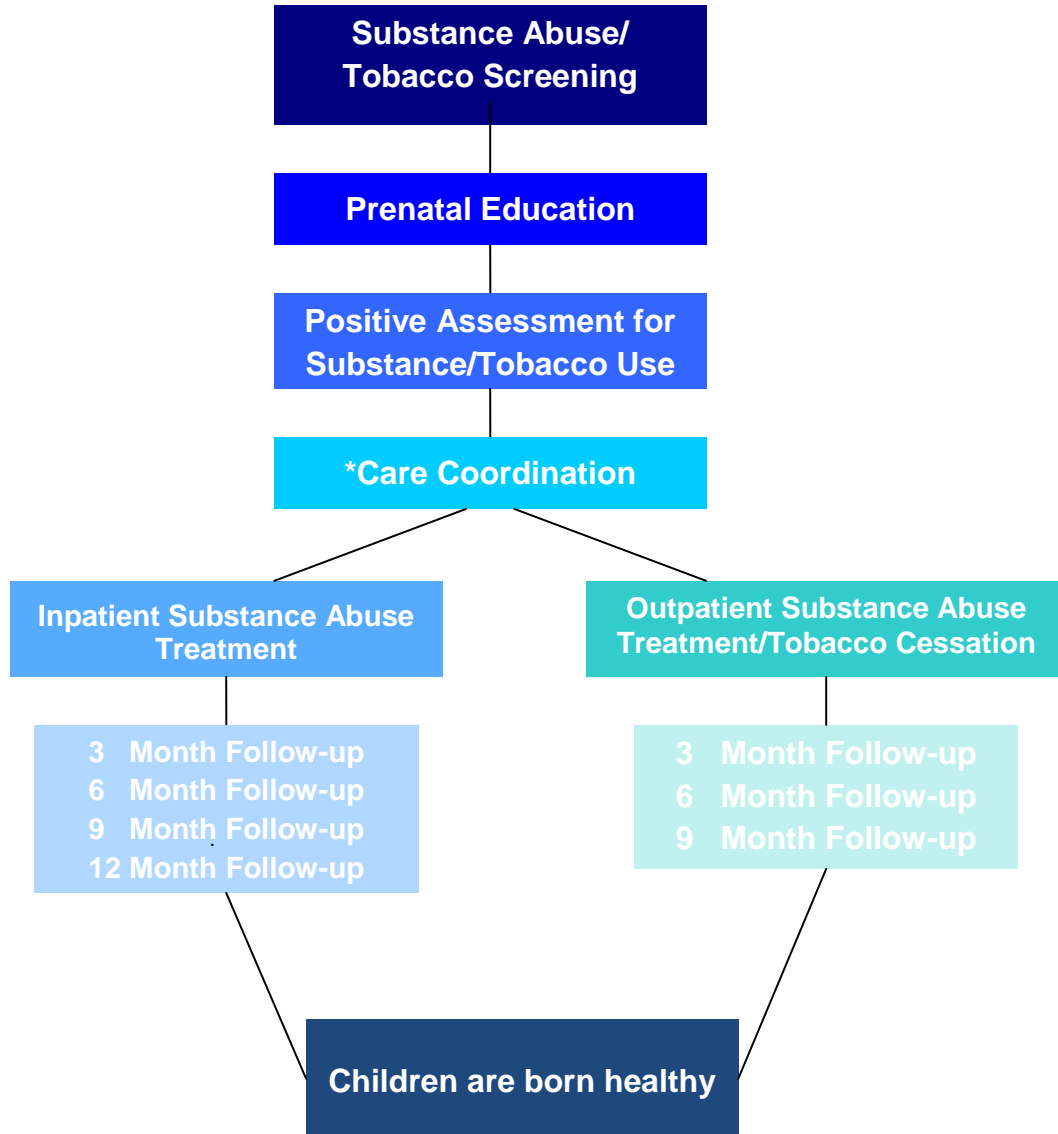 Substance Abuse/
Tobacco Screening
Prenatal Education
Positive Assessment for
Substance/Tobacco Use
*Care Coordination
Inpatient Substance Abuse
Treatment
Outpatient Substance Abuse
Treatment/Tobacco Cessation
3 Month Follow-up
6 Month Follow-up
9 Month Follow-up
12 Month Follow-up
3 Month Follow-up
6 Month Follow-up
9 Month Follow-up
Children are born healthy